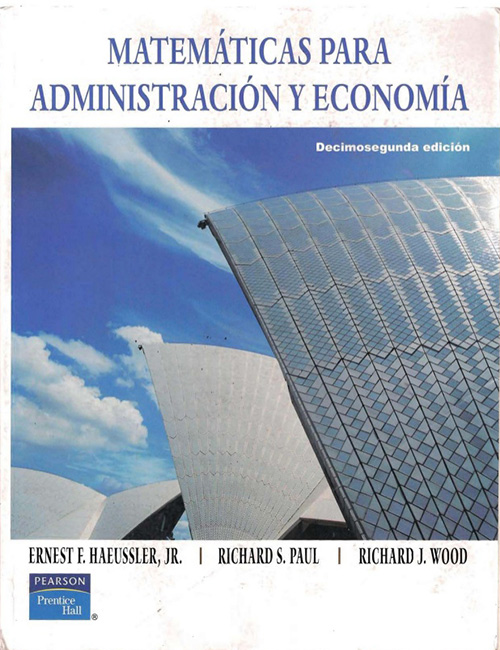 MATEMÁTICAS PARA
ADMINISTRACIÓN Y ECONOMÍA
Decimosegunda edición
ERNEST F. HAEUSSLER, JR. | RICHARD S. PAUL | RICHARD J. WOOD
PEARSON
Prentice
Hall
®